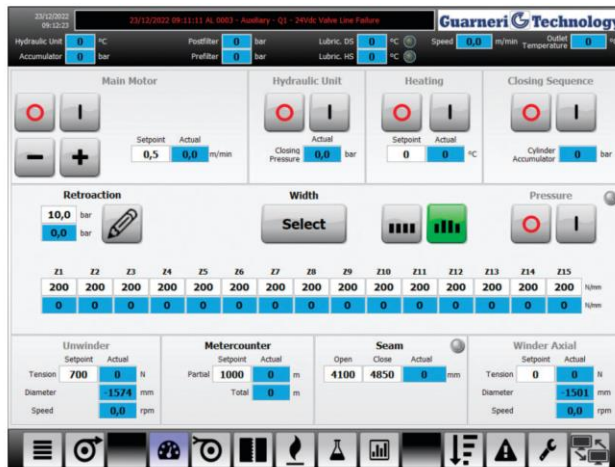 23/12/2022
09:12:23
23/12/2022 09:11:11 AL 0003 - Auxiliary - Q1 - 24Vdc Valve Line Failure
Guarneri G Technology
Hydraulic Unit 0 °C Postfilter 0 bar Lubric. DS 0 °C Speed 0,0 m/min Outlet Temperature 0
Accumulator 0 bar Prefilter 0 bar Lubric. HS 0 °C
Main Motor Hydraulic Unit Heating Closing Sequence
Setpoint Actual Actual Setpoint Actual
0,5 0,0 m/min Closing Pressure 0,0 bar 0 0 °C Cylinder Accumulator 0 bar
Retroaction Width Pressure
10,0 bar
0,0 bar
Select
Z1 Z2 Z3 Z4 Z5 Z6 Z7 Z8 Z9 Z10 Z11 Z12 Z13 Z14 Z15
200 200 200 200 200 200 200 200 200 200 200 200 200 200 200 N/mm
0 0 0 0 0 0 0 0 0 0 0 0 0 0 0 N/mm
Unwinder Metercounter Seam Winder Axial
Setpoint Actual Setpoint Actual Open Close Actual Setpoint Actual
Tension 700 0 N Partial 1000 0 m 4100 4850 0 mm Tension 0 0 N
Diameter -1574 mm Total 0 m Diameter -1501 mm
Speed 0,0 rpm Speed 0,0 rpm